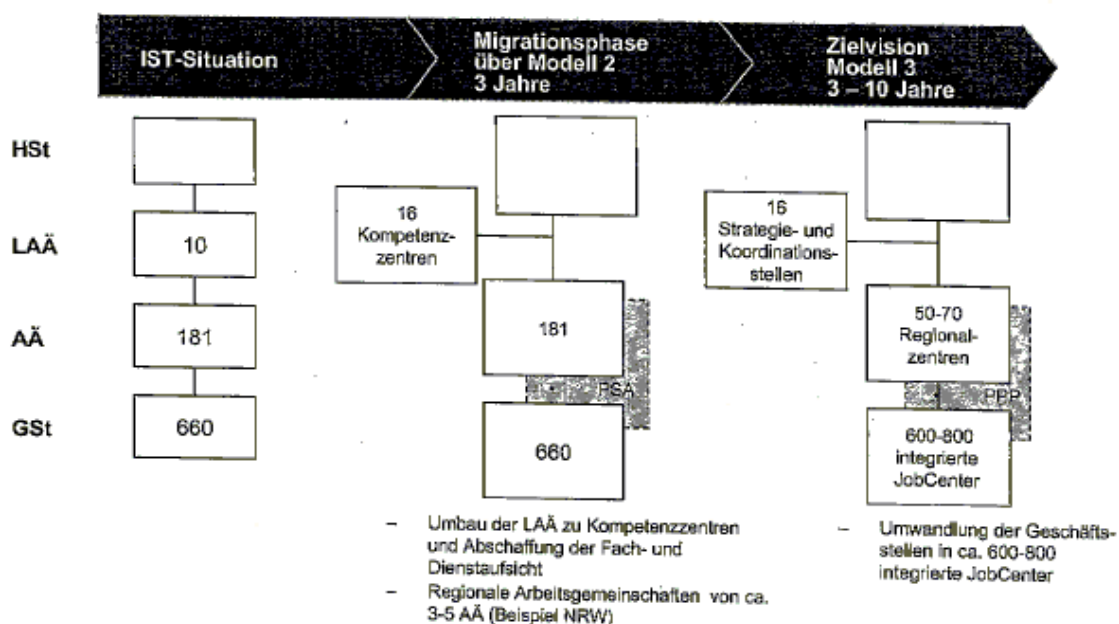 IST-Situation
Migrationsphase
über Modell 2
3 Jahre
Zielvision
Modell 3
3 – 10 Jahre
HSt
LAÄ
10
16
Kompetenz-
zentren
16
Strategie- und
Koordinations-
stellen
AÄ
181
181
50-70
Regional-
zentren
PSA
PPP
GSt
660
660
600-800
integrierte
JobCenter
– Umbau der LAÄ zu Kompetenzzentren
und Abschaffung der Fach- und
Dienstaufsicht
– Regionale Arbeitsgemeinschaften von ca.
3-5 AÄ (Beispiel NRW)
– Umwandlung der Geschäfts-
stellen in ca. 600-800
integrierte JobCenter